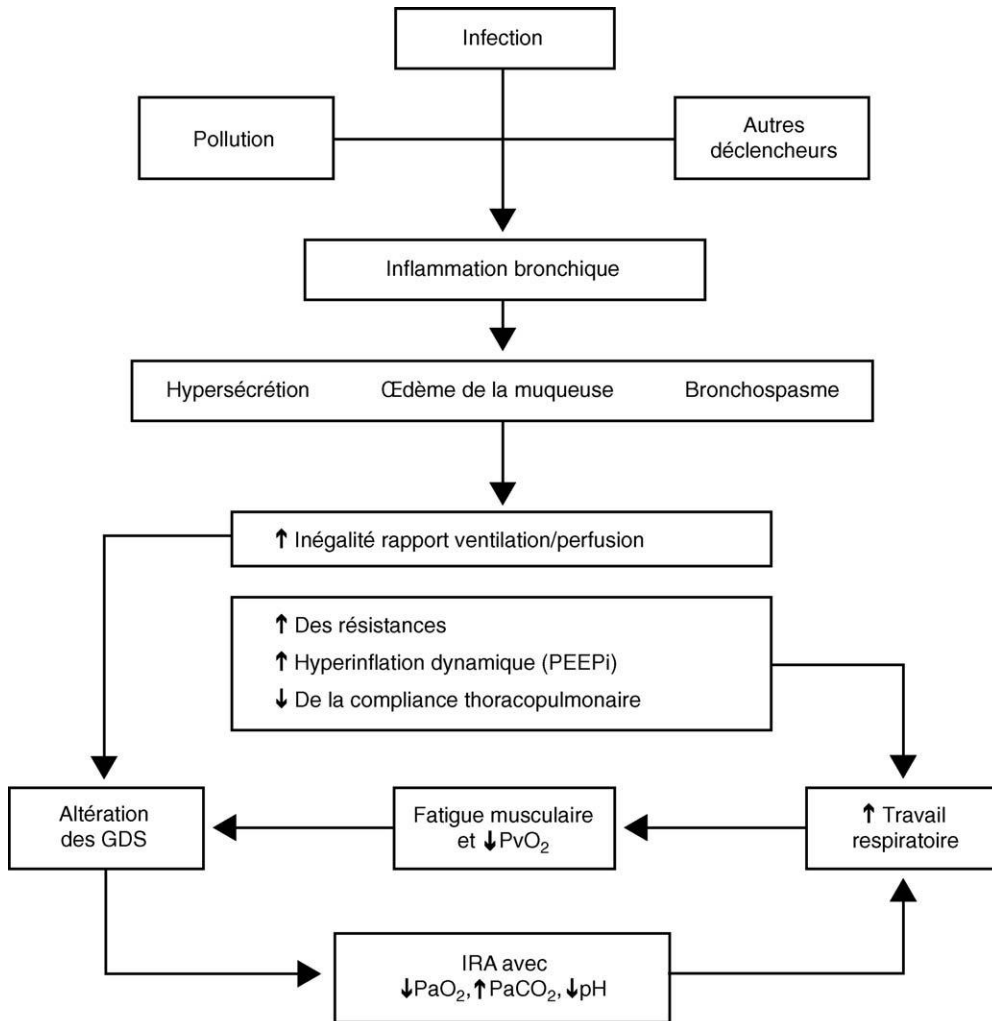 Infection
Pollution
Autres
déclencheurs
Inflammation bronchique
Hypersécrétion Œdème de la muqueuse Bronchospasme
↑ Inégalité rapport ventilation/perfusion
↑ Des résistances
↑ Hyperinflation dynamique (PEEPi)
↓ De la compliance thoracopulmonaire
Altération
des GDS
Fatigue musculaire
et ↓PvO₂
↑ Travail
respiratoire
IRA avec
↓PaO₂,↑PaCO₂,↓pH